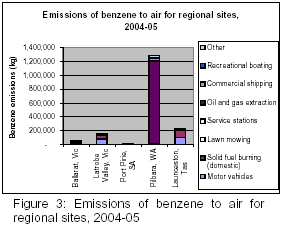 Emissions of benzene to air for regional sites,
2004-05
Benzene emissions (kg)
1,400,000
1,200,000
1,000,000
800,000
600,000
400,000
200,000
-
Ballarat, Vic
Latrobe
Valley, Vic
Port Pirie,
SA
Pilbara, WA
Launceston,
Tas
Other
Recreational boating
Commercial shipping
Oil and gas extraction
Service stations
Lawn mowing
Solid fuel burning
(domestic)
Motor vehicles
Figure 3: Emissions of benzene to air for
regional sites, 2004-05